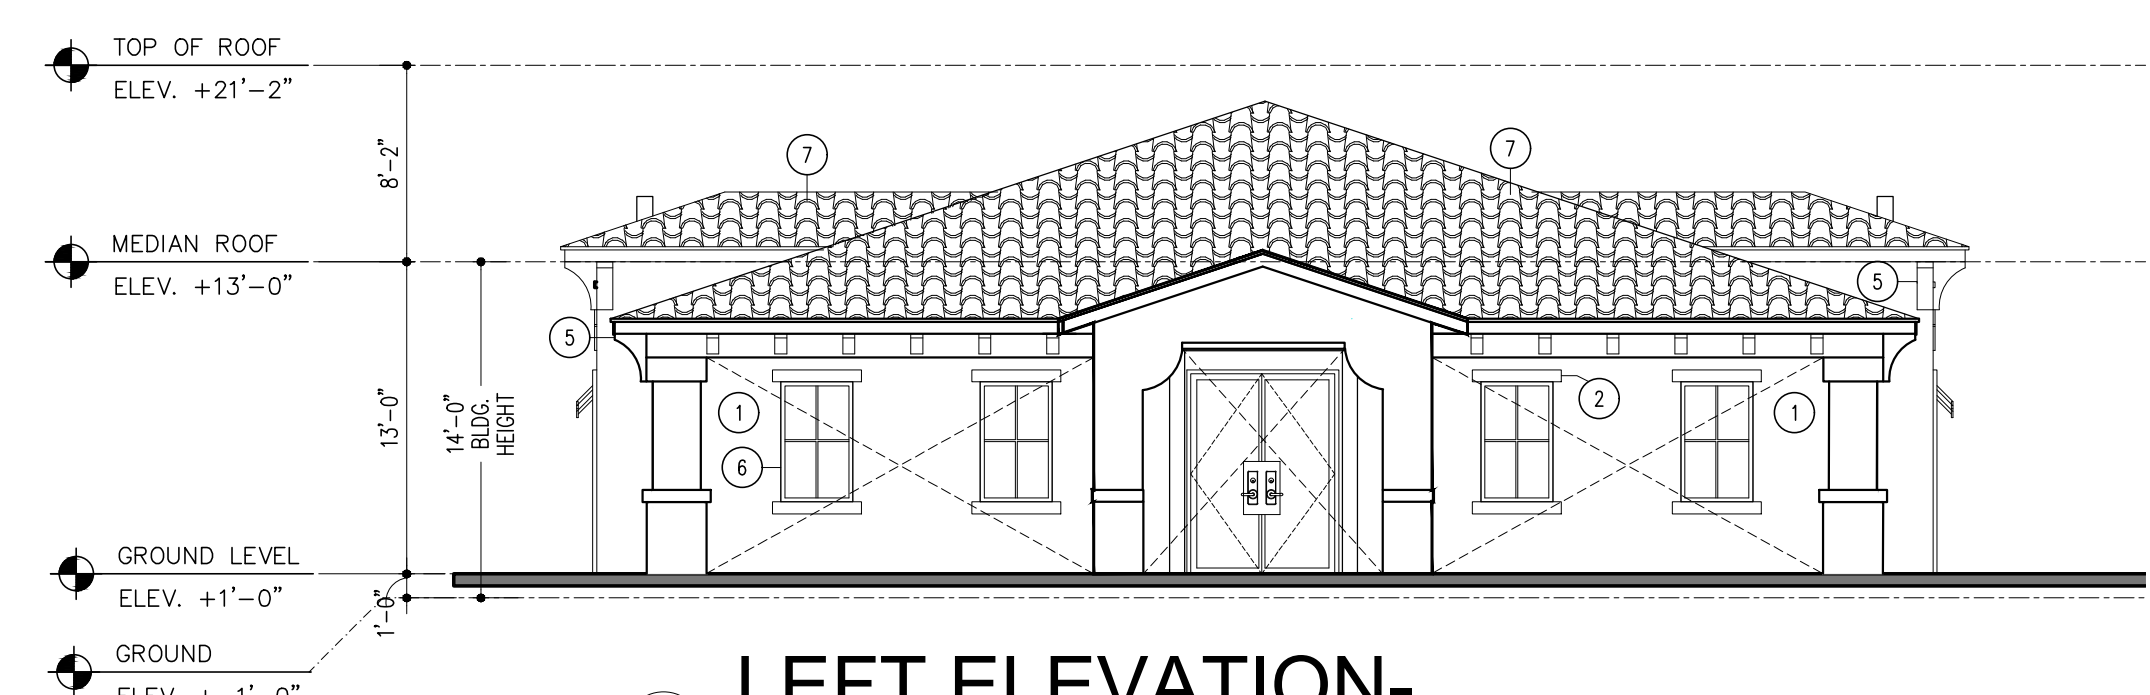 TOP OF ROOF
ELEV. +21'-2"
8'-2"
7
7
MEDIAN ROOF
ELEV. +13'-0"
5
5
13'-0"
14'-0"
BLDG.
HEIGHT
1
2
1
6
GROUND LEVEL
ELEV. +1'-0"
1'-0"
GROUND
LEFT ELEVATION-